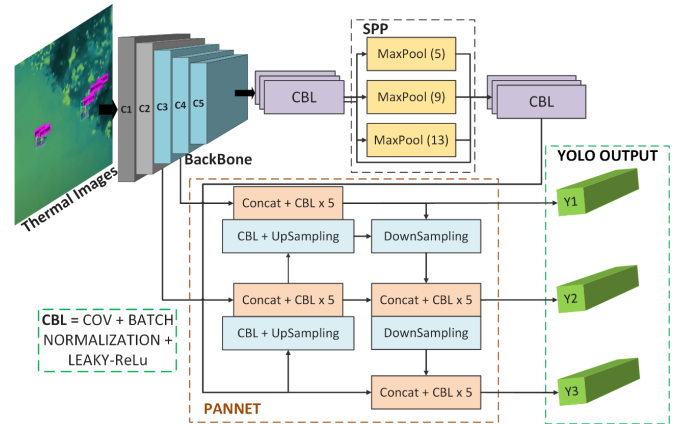 SPP
MaxPool (5)
MaxPool (9)
MaxPool (13)
CBL
CBL
C1
C2
C3
C4
C5
BackBone
Thermal Images
YOLO OUTPUT
Concat + CBL x 5
CBL + UpSampling
DownSampling
Y1
Concat + CBL x 5
CBL + UpSampling
Concat + CBL x 5
DownSampling
Y2
Concat + CBL x 5
Y3
PANNET
CBL = COV + BATCH
NORMALIZATION +
LEAKY-ReLu